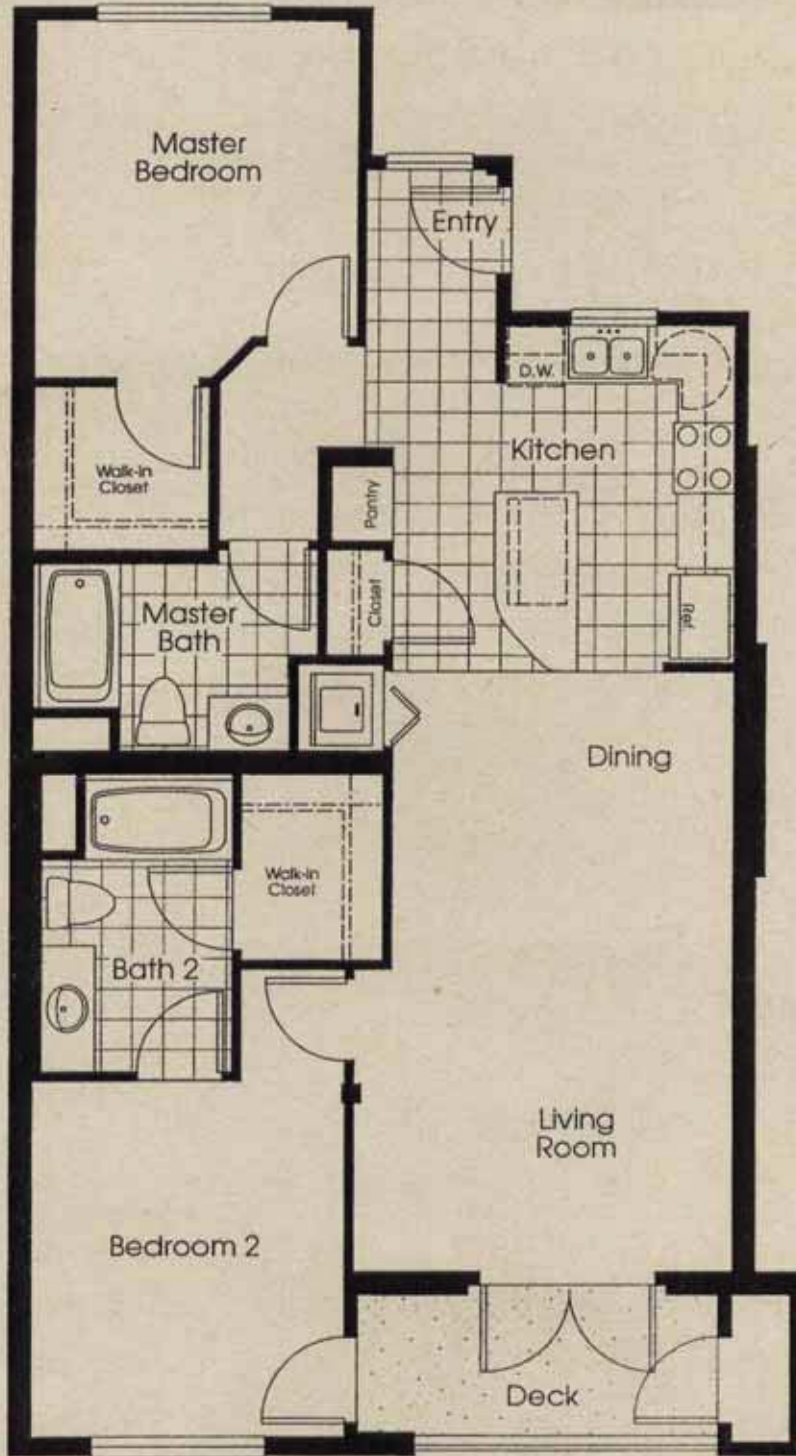 Master
Bedroom
Entry
D.W.
Kitchen
Walk-in
Closet
Pantry
Master
Bath
Closet
Ref
Dining
Walk-in
Closet
Bath 2
Living
Room
Bedroom 2
Deck